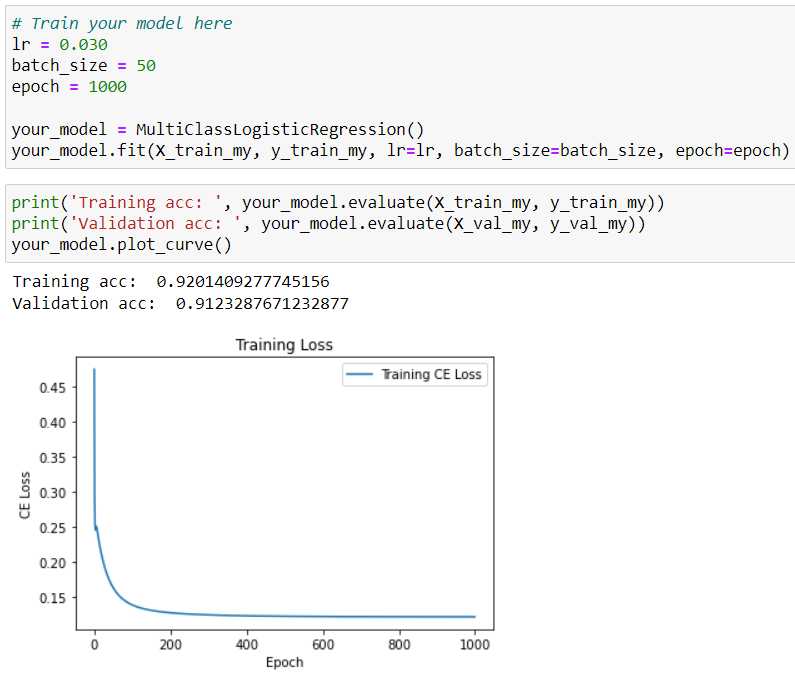 # Train your model here
lr = 0.030
batch_size = 50
epoch = 1000
your_model = MultiClassLogisticRegression()
your_model.fit(X_train_my, y_train_my, lr=lr, batch_size=batch_size, epoch=epoch)
print('Training acc: ', your_model.evaluate(X_train_my, y_train_my))
print('Validation acc: ', your_model.evaluate(X_val_my, y_val_my))
your_model.plot_curve()
Training acc:  0.9201409277745156
Validation acc:  0.9123287671232877
Training Loss
Training CE Loss
0.45
0.40
0.35
0.30
0.25
0.20
0.15
CE Loss
0 200 400 600 800 1000
Epoch